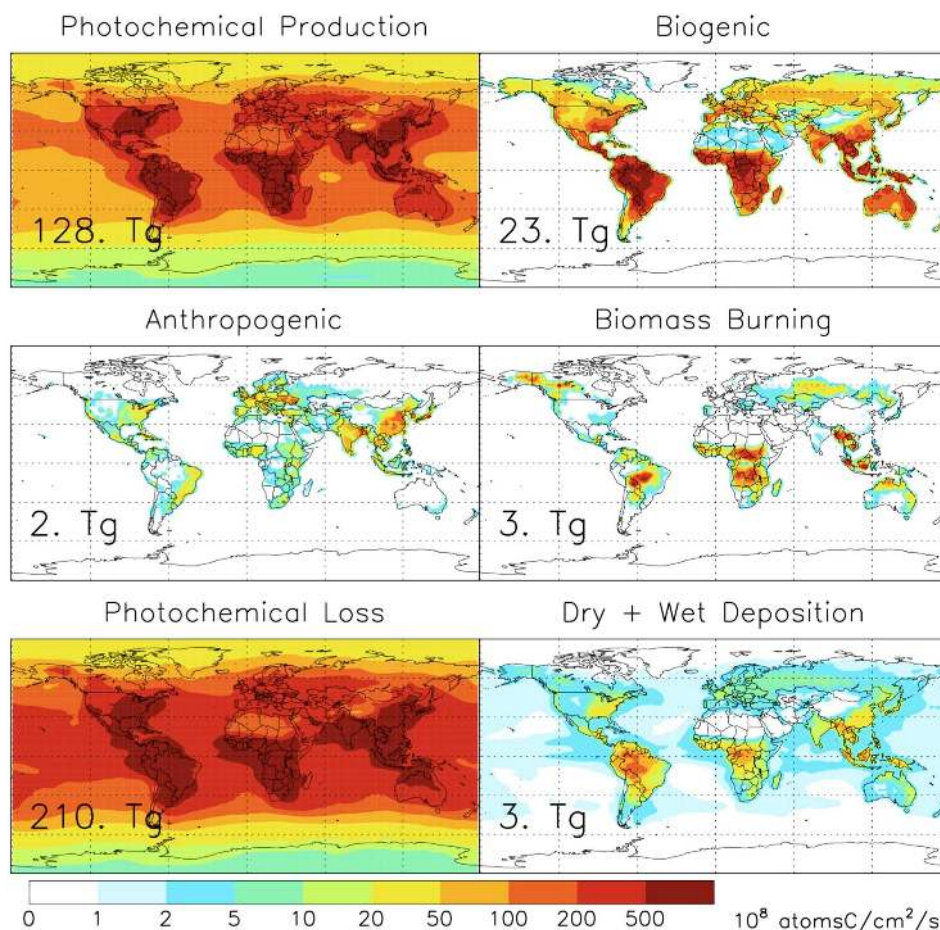 Photochemical Production
Biogenic
128. Tg
23. Tg
Anthropogenic
Biomass Burning
2. Tg
3. Tg
Photochemical Loss
Dry + Wet Deposition
210. Tg
3. Tg
0 1 2 5 10 20 50 100 200 500 10⁸ atomsC/cm²/s